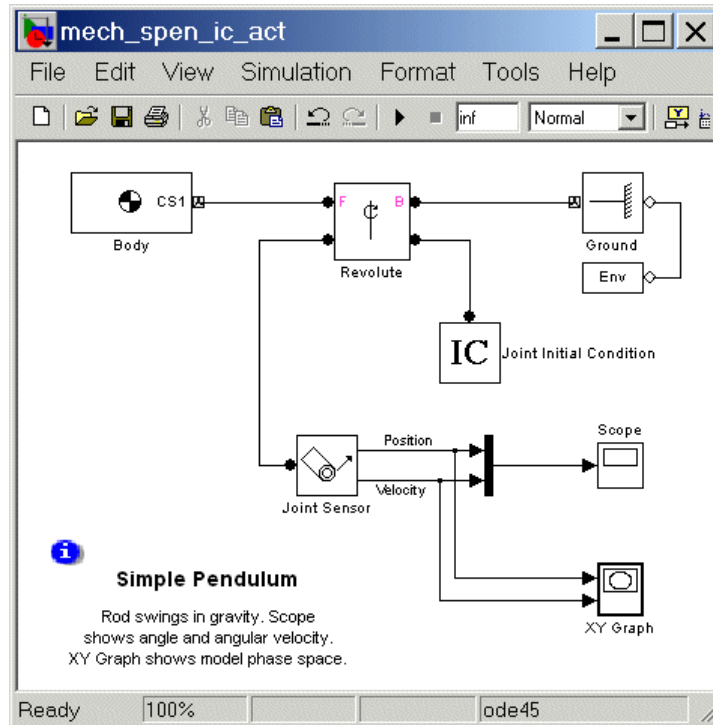 mech_spen_ic_act
File Edit View Simulation Format Tools Help
inf Normal
CS1
Body
F B
Revolute
Ground
Env
IC
Joint Initial Condition
Position
Velocity
Joint Sensor
Scope
XY Graph
Simple Pendulum
Rod swings in gravity. Scope
shows angle and angular velocity.
XY Graph shows model phase space.
Ready 100% ode45